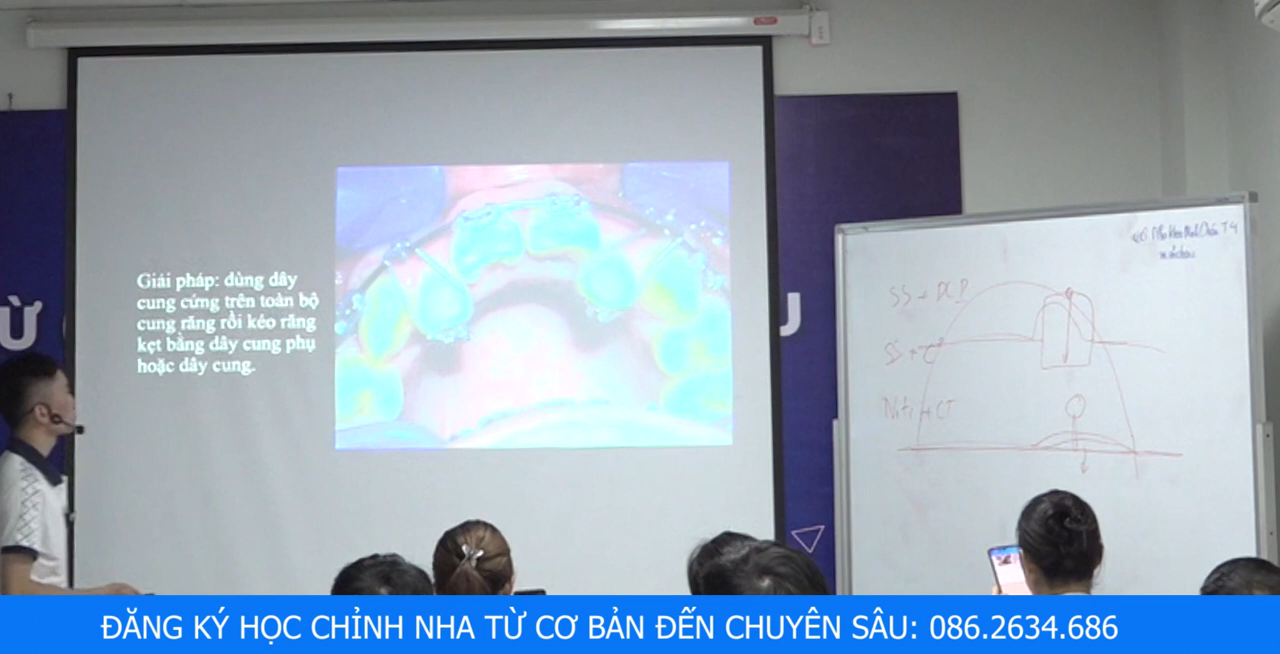 Giải pháp: dùng dây
cung cứng trên toàn bộ
cung răng rồi kéo răng
kẹt bằng dây cung phụ
hoặc dây cung.
Ừ
U
SS +
Niti + CT
ĐĂNG KÝ HỌC CHỈNH NHA TỪ CƠ BẢN ĐẾN CHUYÊN SÂU: 086.2634.686